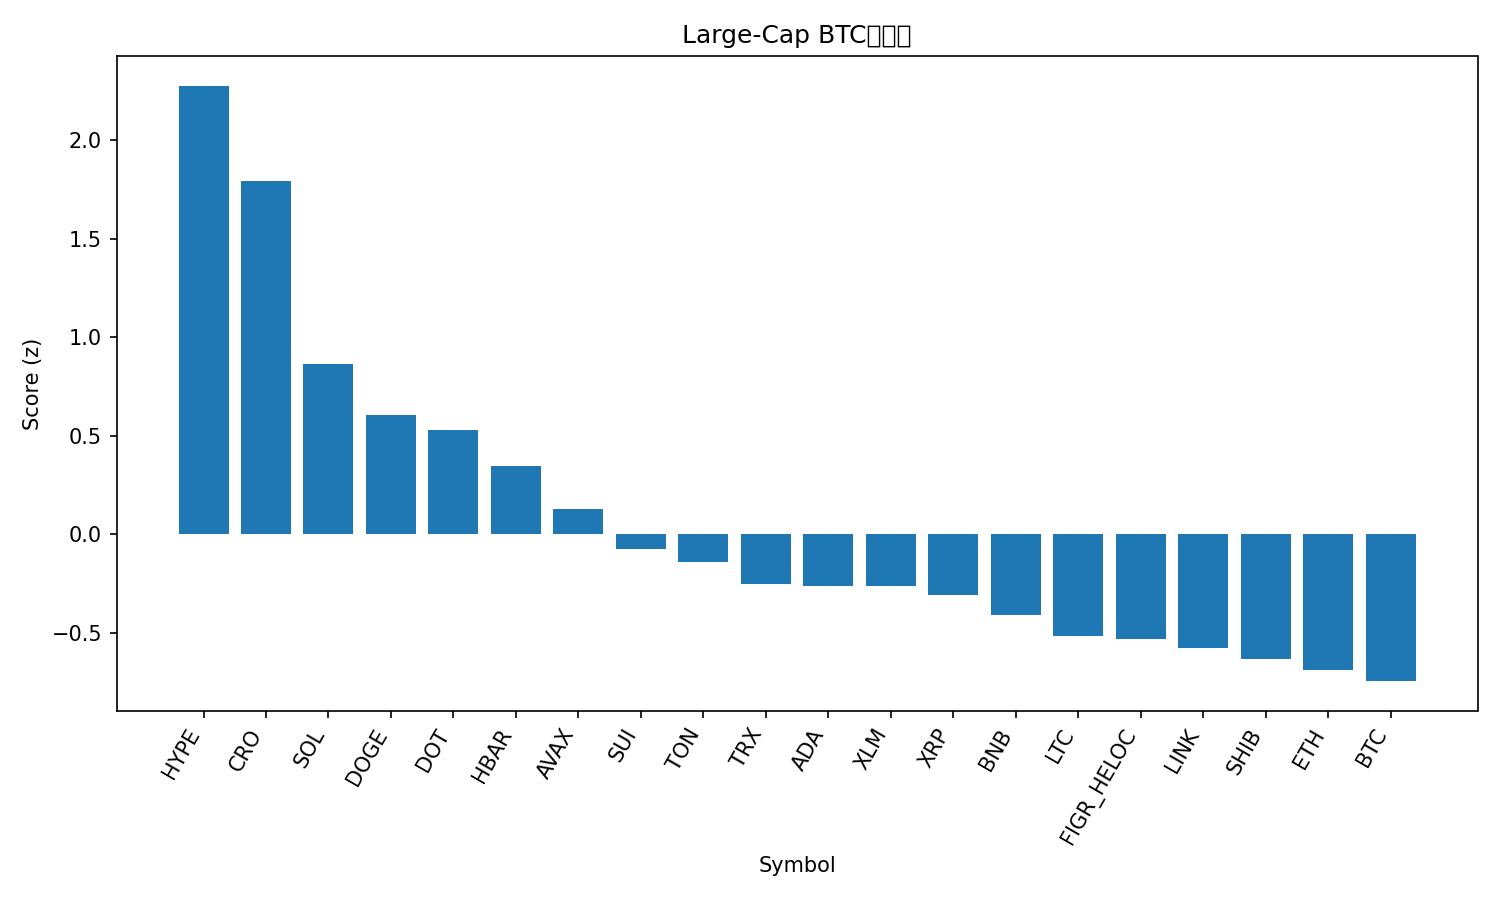 Large-Cap BTC
Score (z)
2.0
1.5
1.0
0.5
0.0
−0.5
HYPE
CRO
SOL
DOGE
DOT
HBAR
AVAX
SUI
TON
TRX
ADA
XLM
XRP
BNB
LTC
FIGR_HELOC
LINK
SHIB
ETH
BTC
Symbol